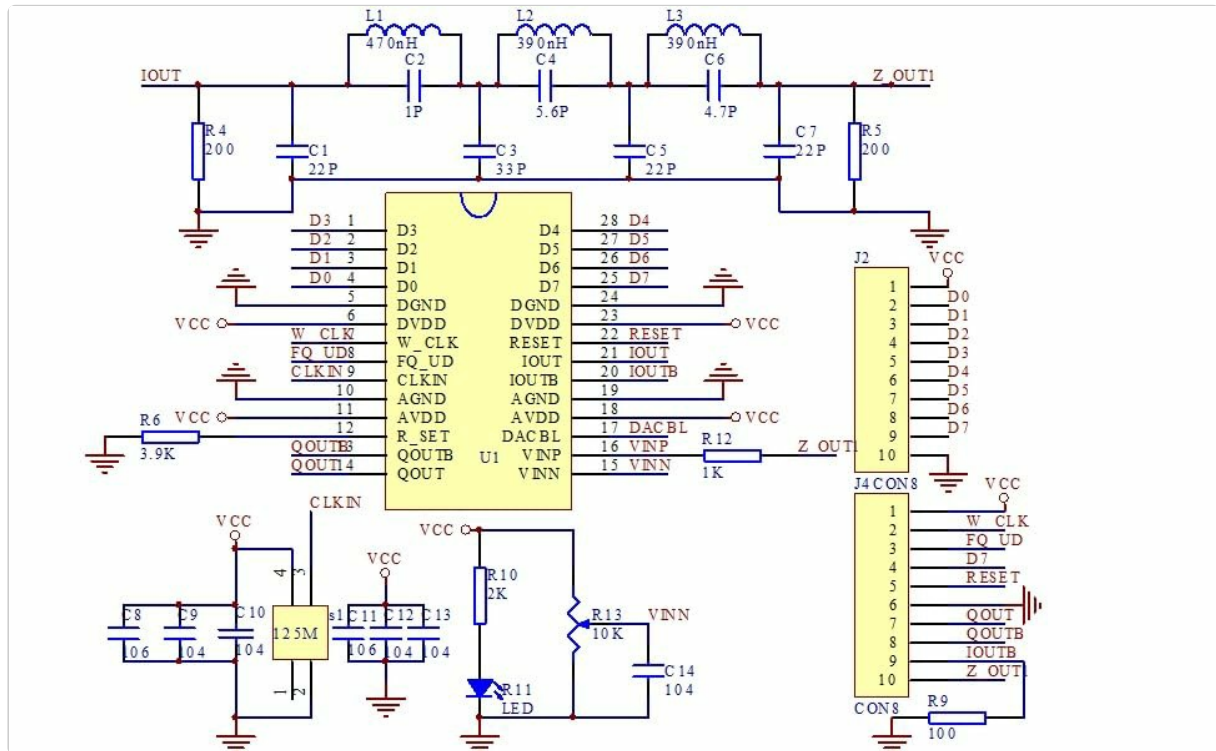 L1
470nH
L2
390nH
L3
390nH
C2
1P
C4
5.6P
C6
4.7P
IOUT
Z_OUT1
R4
200
C1
22P
C3
33P
C5
22P
C7
22P
R5
200
D3 1 D3
D2 2 D2
D1 3 D1
D0 4 D0
5 DGND
VCC 6 DVDD
W_CLK 7 W_CLK
FQ_UD 8 FQ_UD
CLKIN 9 CLKIN
10 AGND
VCC 11 AVDD
R6
3.9K
12 R_SET
QOUTB 13 QOUTB
QOUT 14 QOUT
U1
D4 28 D4
D5 27 D5
D6 26 D6
D7 25 D7
DGND 24
DVDD 23 VCC
RESET 22 RESET
IOUT 21 IOUT
IOUTB 20 IOUTB
AGND 19
AVDD 18 VCC
DACBL 17 DACBL
VINP 16 VINP
VINN 15 VINN
R12
1K
Z_OUT1
J2
VCC
1
2 D0
3 D1
4 D2
5 D3
6 D4
7 D5
8 D6
9 D7
10
J4 CON8
VCC
1
2 W_CLK
3 FQ_UD
4 D7
5 RESET
6
7 QOUT
8 QOUTB
9 IOUTB
10 Z_OUT1
CON8
R9
100
CLKIN
VCC
4 3
C8
106
C9
104
C10
104
125M
s1
1 2
VCC
C11
106
C12
104
C13
104
VCC
R10
2K
R11
LED
R13
10K
VINN
C14
104